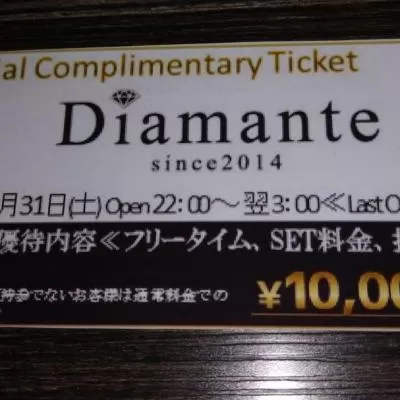 ial Complimentary Ticket
Diamante
since2014
月31日(土) Open 22:00～翌3:00≪Last O
優待内容≪フリータイム、SET料金、
持参でないお客様は通常料金での
¥10,00